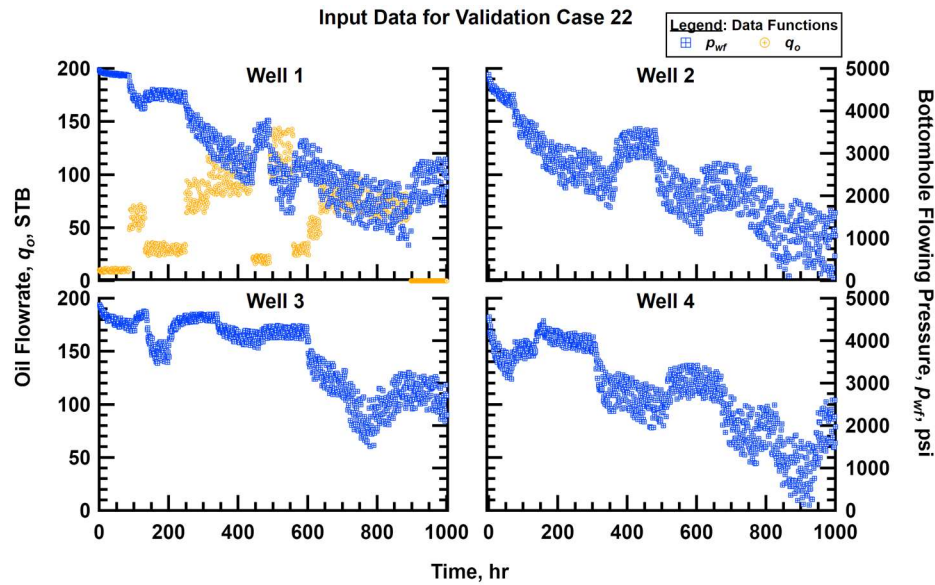 Input Data for Validation Case 22
Legend: Data Functions
pwf qo
Well 1
Well 2
200
150
100
50
0
5000
4000
3000
2000
1000
0
Well 3
Well 4
200
150
100
50
0
5000
4000
3000
2000
1000
0
0 200 400 600 800 1000
0 200 400 600 800 1000
Oil Flowrate, qo, STB
Bottomhole Flowing Pressure, pwf, psi
Time, hr